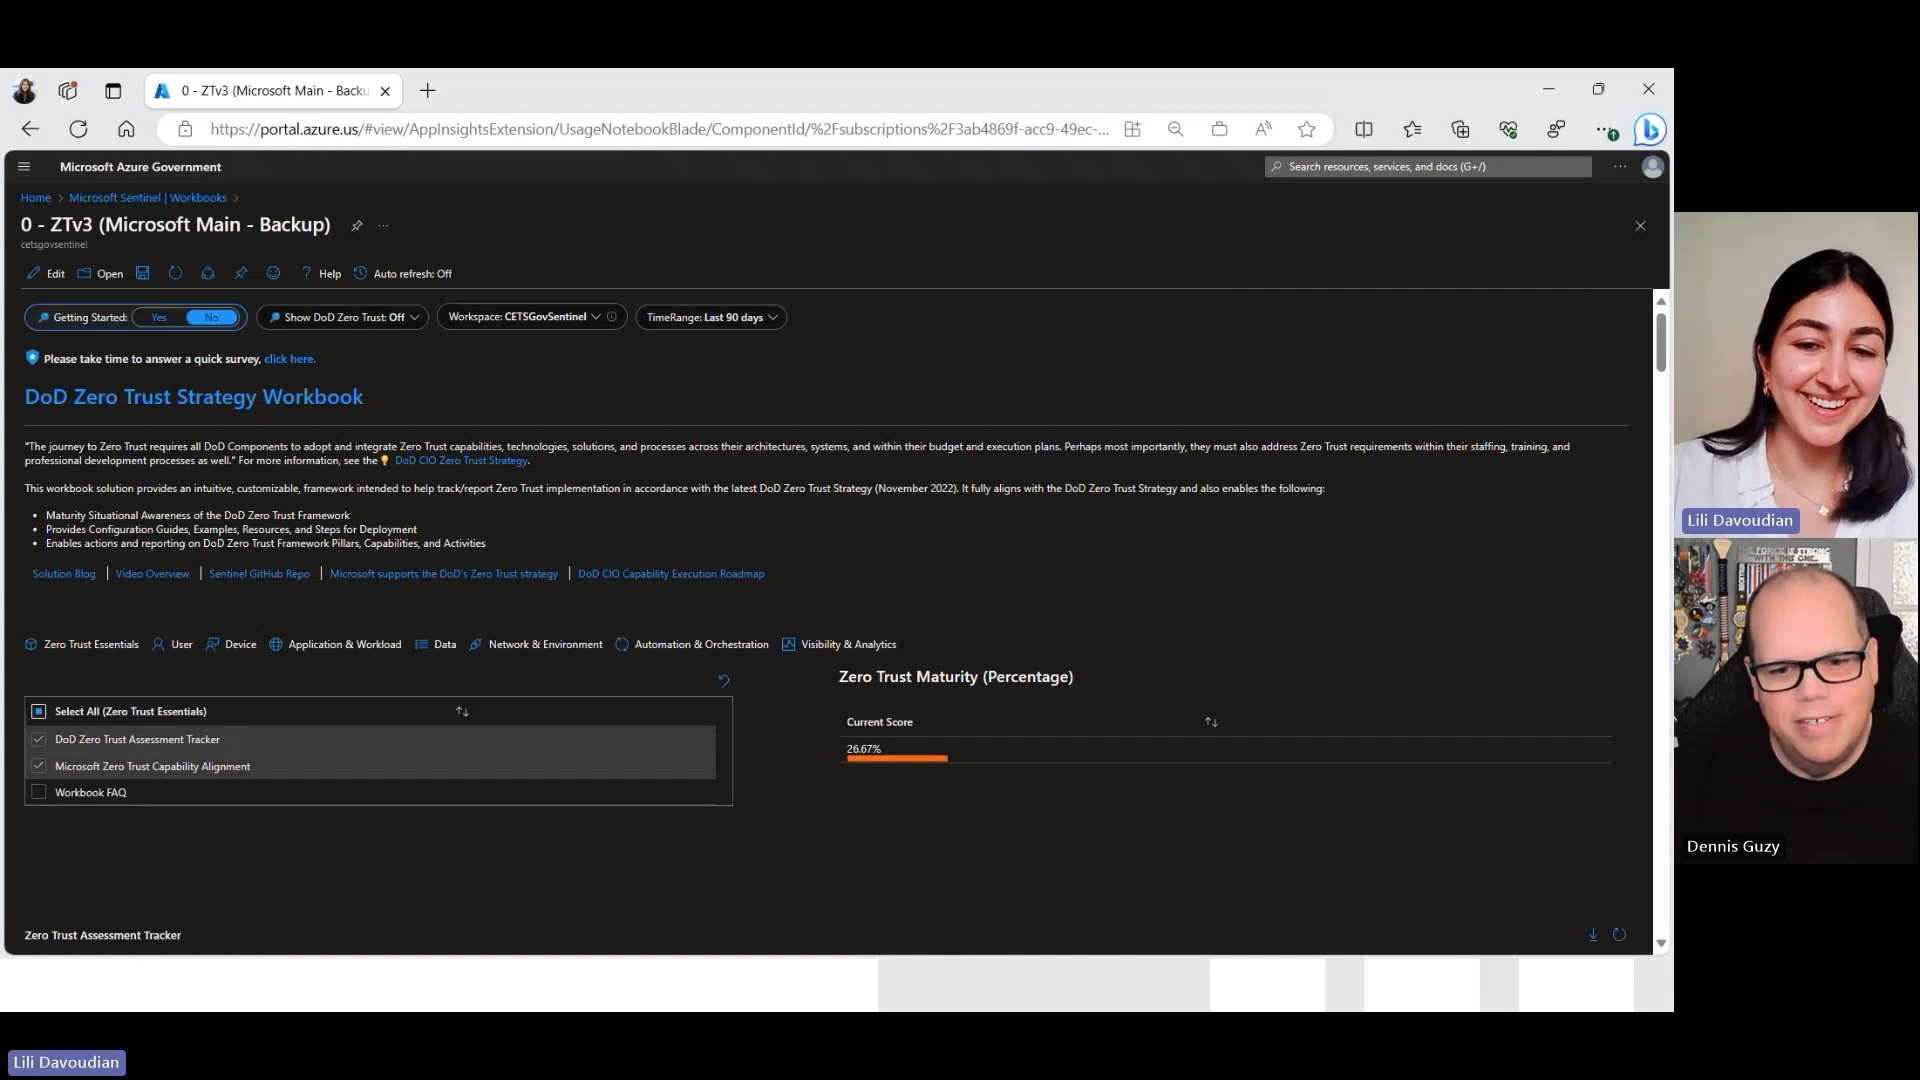 0 - ZTv3 (Microsoft Main - Backu
https://portal.azure.us/#view/AppInsightsExtension/UsageNotebookBlade/ComponentId/%2Fsubscriptions%2F3ab4869f-acc9-49ec-...
Microsoft Azure Government
Search resources, services, and docs (G+/)
Home > Microsoft Sentinel | Workbooks >
0 - ZTv3 (Microsoft Main - Backup)
cetsgovsentinel
Edit Open Help Auto refresh: Off
Getting Started: Yes No Show DoD Zero Trust: Off Workspace: CETSGovSentinel TimeRange: Last 90 days
Please take time to answer a quick survey, click here.
DoD Zero Trust Strategy Workbook
"The journey to Zero Trust requires all DoD Components to adopt and integrate Zero Trust capabilities, technologies, solutions, and processes across their architectures, systems, and within their budget and execution plans. Perhaps most importantly, they must also address Zero Trust requirements within their staffing, training, and
professional development processes as well." For more information, see the DoD CIO Zero Trust Strategy.
This workbook solution provides an intuitive, customizable, framework intended to help track/report Zero Trust implementation in accordance with the latest DoD Zero Trust Strategy (November 2022). It fully aligns with the DoD Zero Trust Strategy and also enables the following:
• Maturity Situational Awareness of the DoD Zero Trust Framework
• Provides Configuration Guides, Examples, Resources, and Steps for Deployment
• Enables actions and reporting on DoD Zero Trust Framework Pillars, Capabilities, and Activities
Solution Blog | Video Overview | Sentinel GitHub Repo | Microsoft supports the DoD's Zero Trust strategy | DoD CIO Capability Execution Roadmap
Zero Trust Essentials User Device Application & Workload Data Network & Environment Automation & Orchestration Visibility & Analytics
Zero Trust Maturity (Percentage)
Select All (Zero Trust Essentials)
DoD Zero Trust Assessment Tracker
Microsoft Zero Trust Capability Alignment
Workbook FAQ
Current Score
26.67%
Zero Trust Assessment Tracker
Lili Davoudian
THE FORCE IS STRONG
WITH THIS ONE...
Dennis Guzy
Lili Davoudian